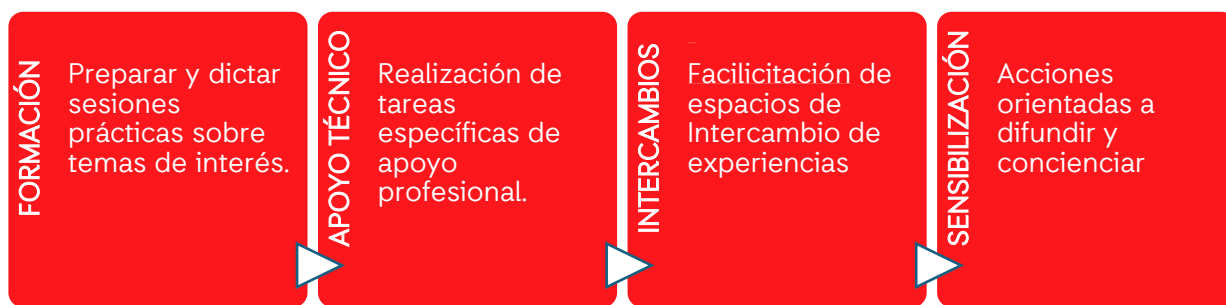 FORMACIÓN
Preparar y dictar
sesiones
prácticas sobre
temas de interés.
APOYO TÉCNICO
Realización de
tareas
específicas de
apoyo
profesional.
INTERCAMBIOS
Facilicitación de
espacios de
Intercambio de
experiencias
SENSIBILIZACIÓN
Acciones
orientadas a
difundir y
concienciar